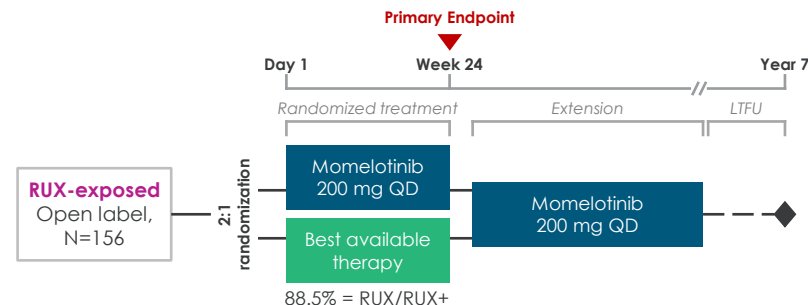 Primary Endpoint
Day 1
Week 24
Year 7
Randomized treatment
Extension
LTFU
RUX-exposed
Open label,
N=156
2:1
randomization
Momelotinib
200 mg QD
Best available
therapy
88.5% = RUX/RUX+
Momelotinib
200 mg QD